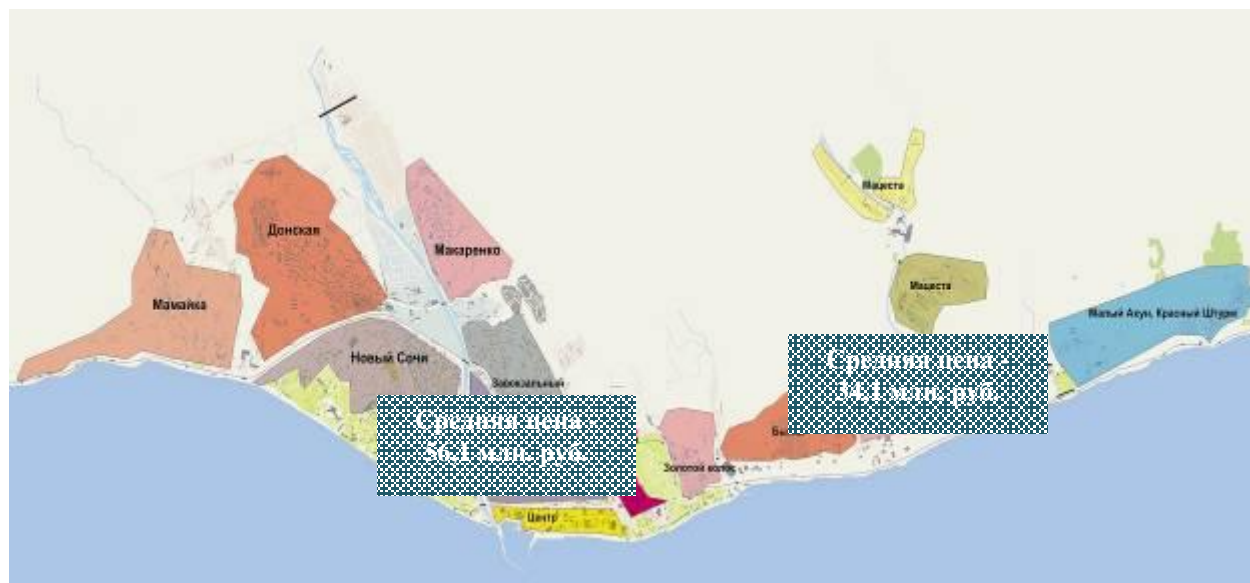 Мацеста
Донская
Макаренко
Мацеста
Мамайка
Малый Ахун, Красный Штурм
Новый Сочи
Завокзальный
Средняя цена -
34,1 млн. руб.
Средняя цена -
56,1 млн. руб.
Золотой колос
Центр